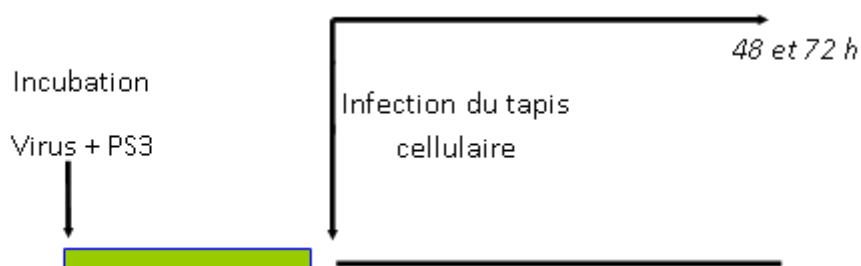 48 et 72 h
Incubation
Virus + PS3
Infection du tapis
cellulaire